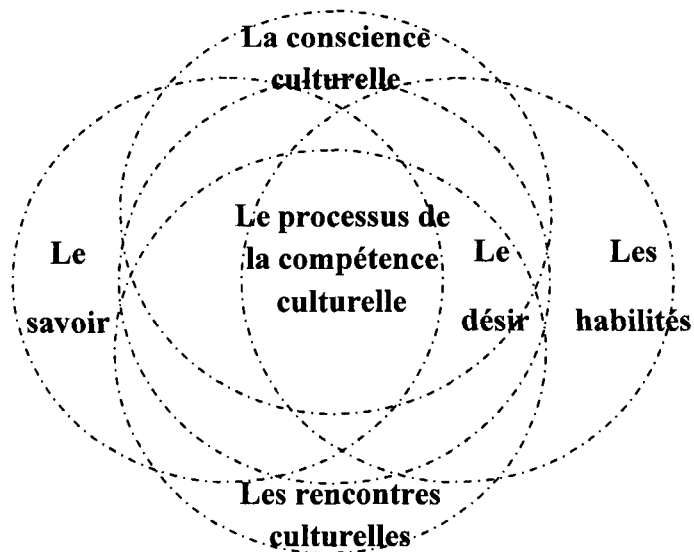 La conscience
culturelle
Le processus de
la compétence
culturelle
Le
savoir
Le
désir
Les
habilités
Les rencontres
culturelles